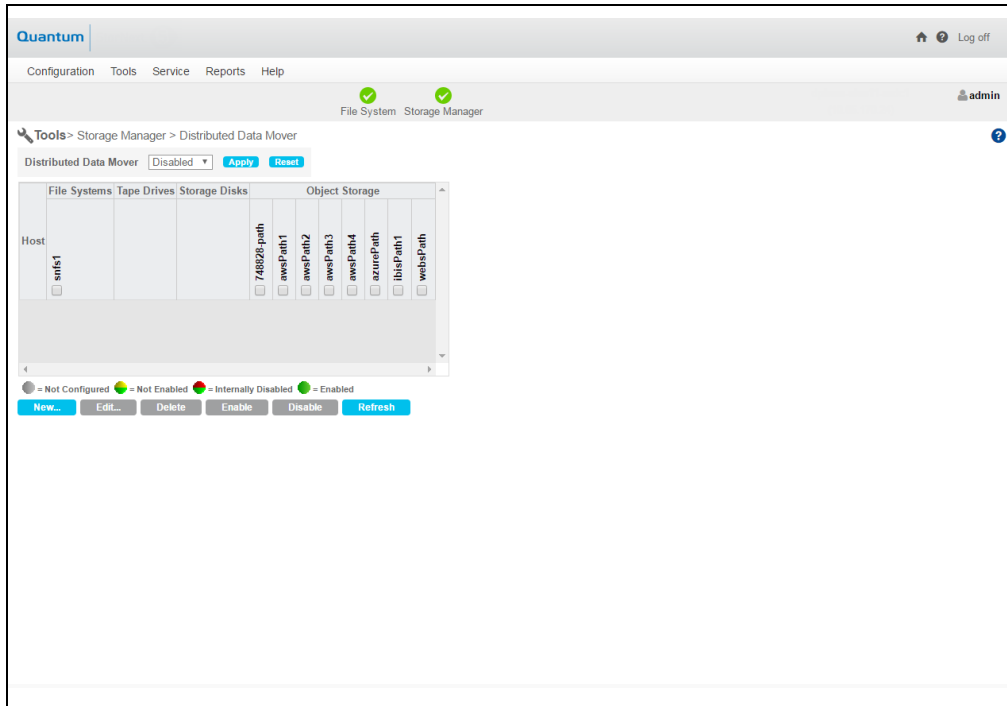 Quantum
Log off
Configuration Tools Service Reports Help
File System Storage Manager
admin
Tools> Storage Manager > Distributed Data Mover
Distributed Data Mover Disabled Apply Reset
File Systems Tape Drives Storage Disks Object Storage
Host
snfs1
748828-path
awsPath1
awsPath2
awsPath3
awsPath4
azurePath
ibisPath1
websPath
= Not Configured = Not Enabled = Internally Disabled = Enabled
New... Edit... Delete Enable Disable Refresh